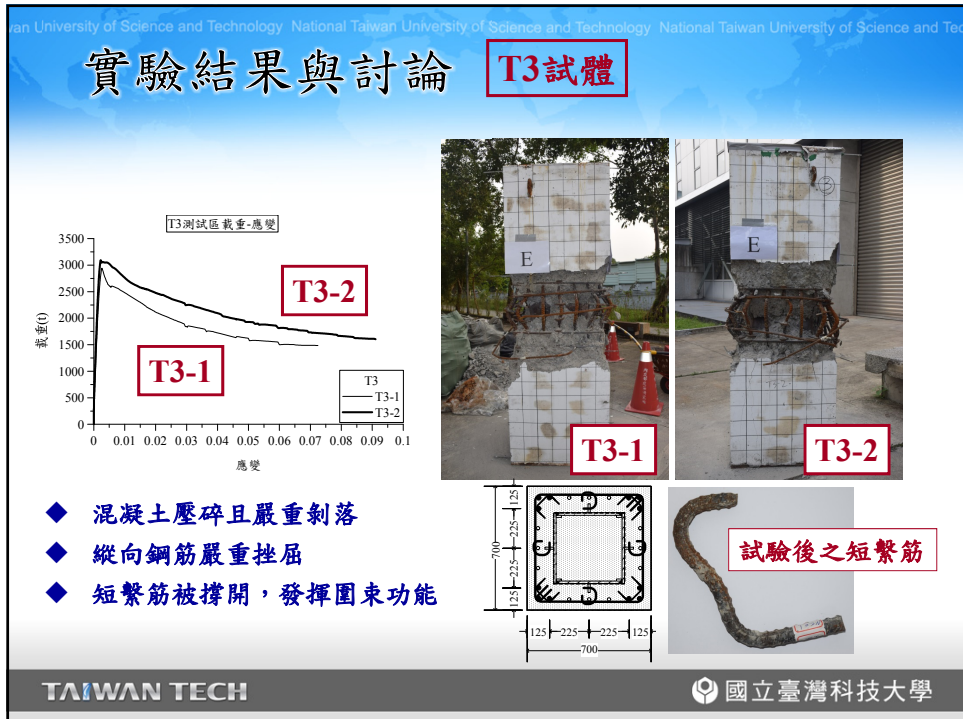 van University of Science and Technology National Taiwan University of Science and Technology National Taiwan University of Science and Tec
實驗結果與討論
T3試體
T3測試區載重-應變
載重(t)
3500
3000
2500
2000
1500
1000
500
0
0 0.01 0.02 0.03 0.04 0.05 0.06 0.07 0.08 0.09 0.1
應變
T3-2
T3-1
T3
T3-1
T3-2
E
T3-1
E
T3-2
◆ 混凝土壓碎且嚴重剝落
◆ 縱向鋼筋嚴重挫屈
◆ 短繫筋被撐開，發揮圍束功能
125
225
700
225
125
125 225 225 125
700
試驗後之短繫筋
TAIWAN TECH
國立臺灣科技大學